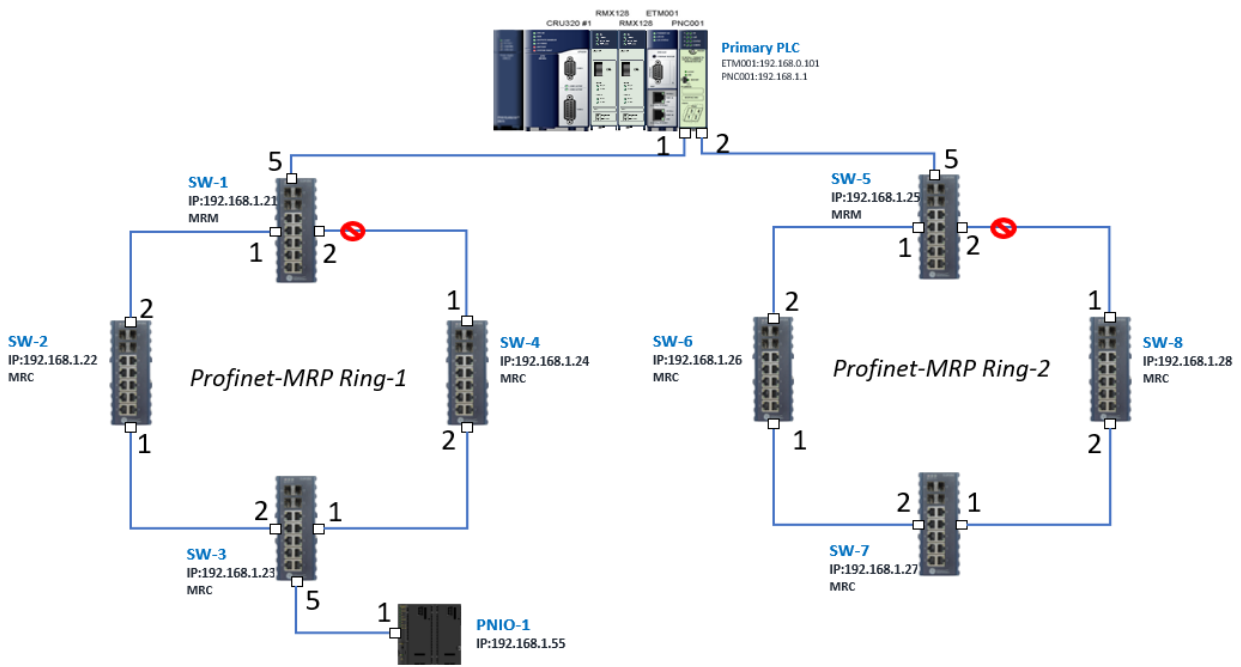 RMX128 ETM001
CRU320 #1 RMX128 PNC001
Primary PLC
ETM001:192.168.0.101
PNC001:192.168.1.1
1 2
5
SW-1
IP:192.168.1.21
MRM
1 2
5
SW-5
IP:192.168.1.25
MRM
1 2
2
SW-2
IP:192.168.1.22
MRC
1
Profinet-MRP Ring-1
1
SW-4
IP:192.168.1.24
MRC
2
2
SW-6
IP:192.168.1.26
MRC
1
Profinet-MRP Ring-2
1
SW-8
IP:192.168.1.28
MRC
2
2 1
SW-3
IP:192.168.1.23
MRC
5
2 1
SW-7
IP:192.168.1.27
MRC
1
PNIO-1
IP:192.168.1.55